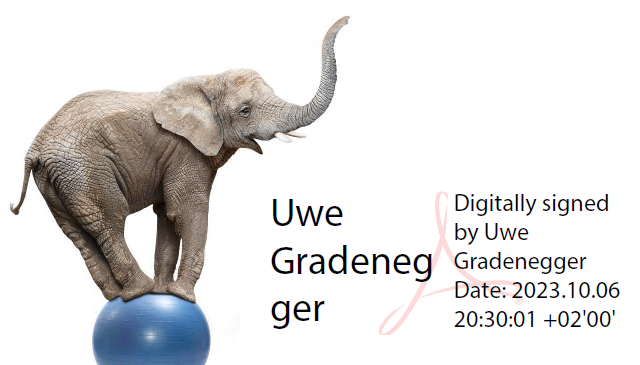 Uwe
Gradeneg
ger
Digitally signed
by Uwe
Gradenegger
Date: 2023.10.06
20:30:01 +02'00'